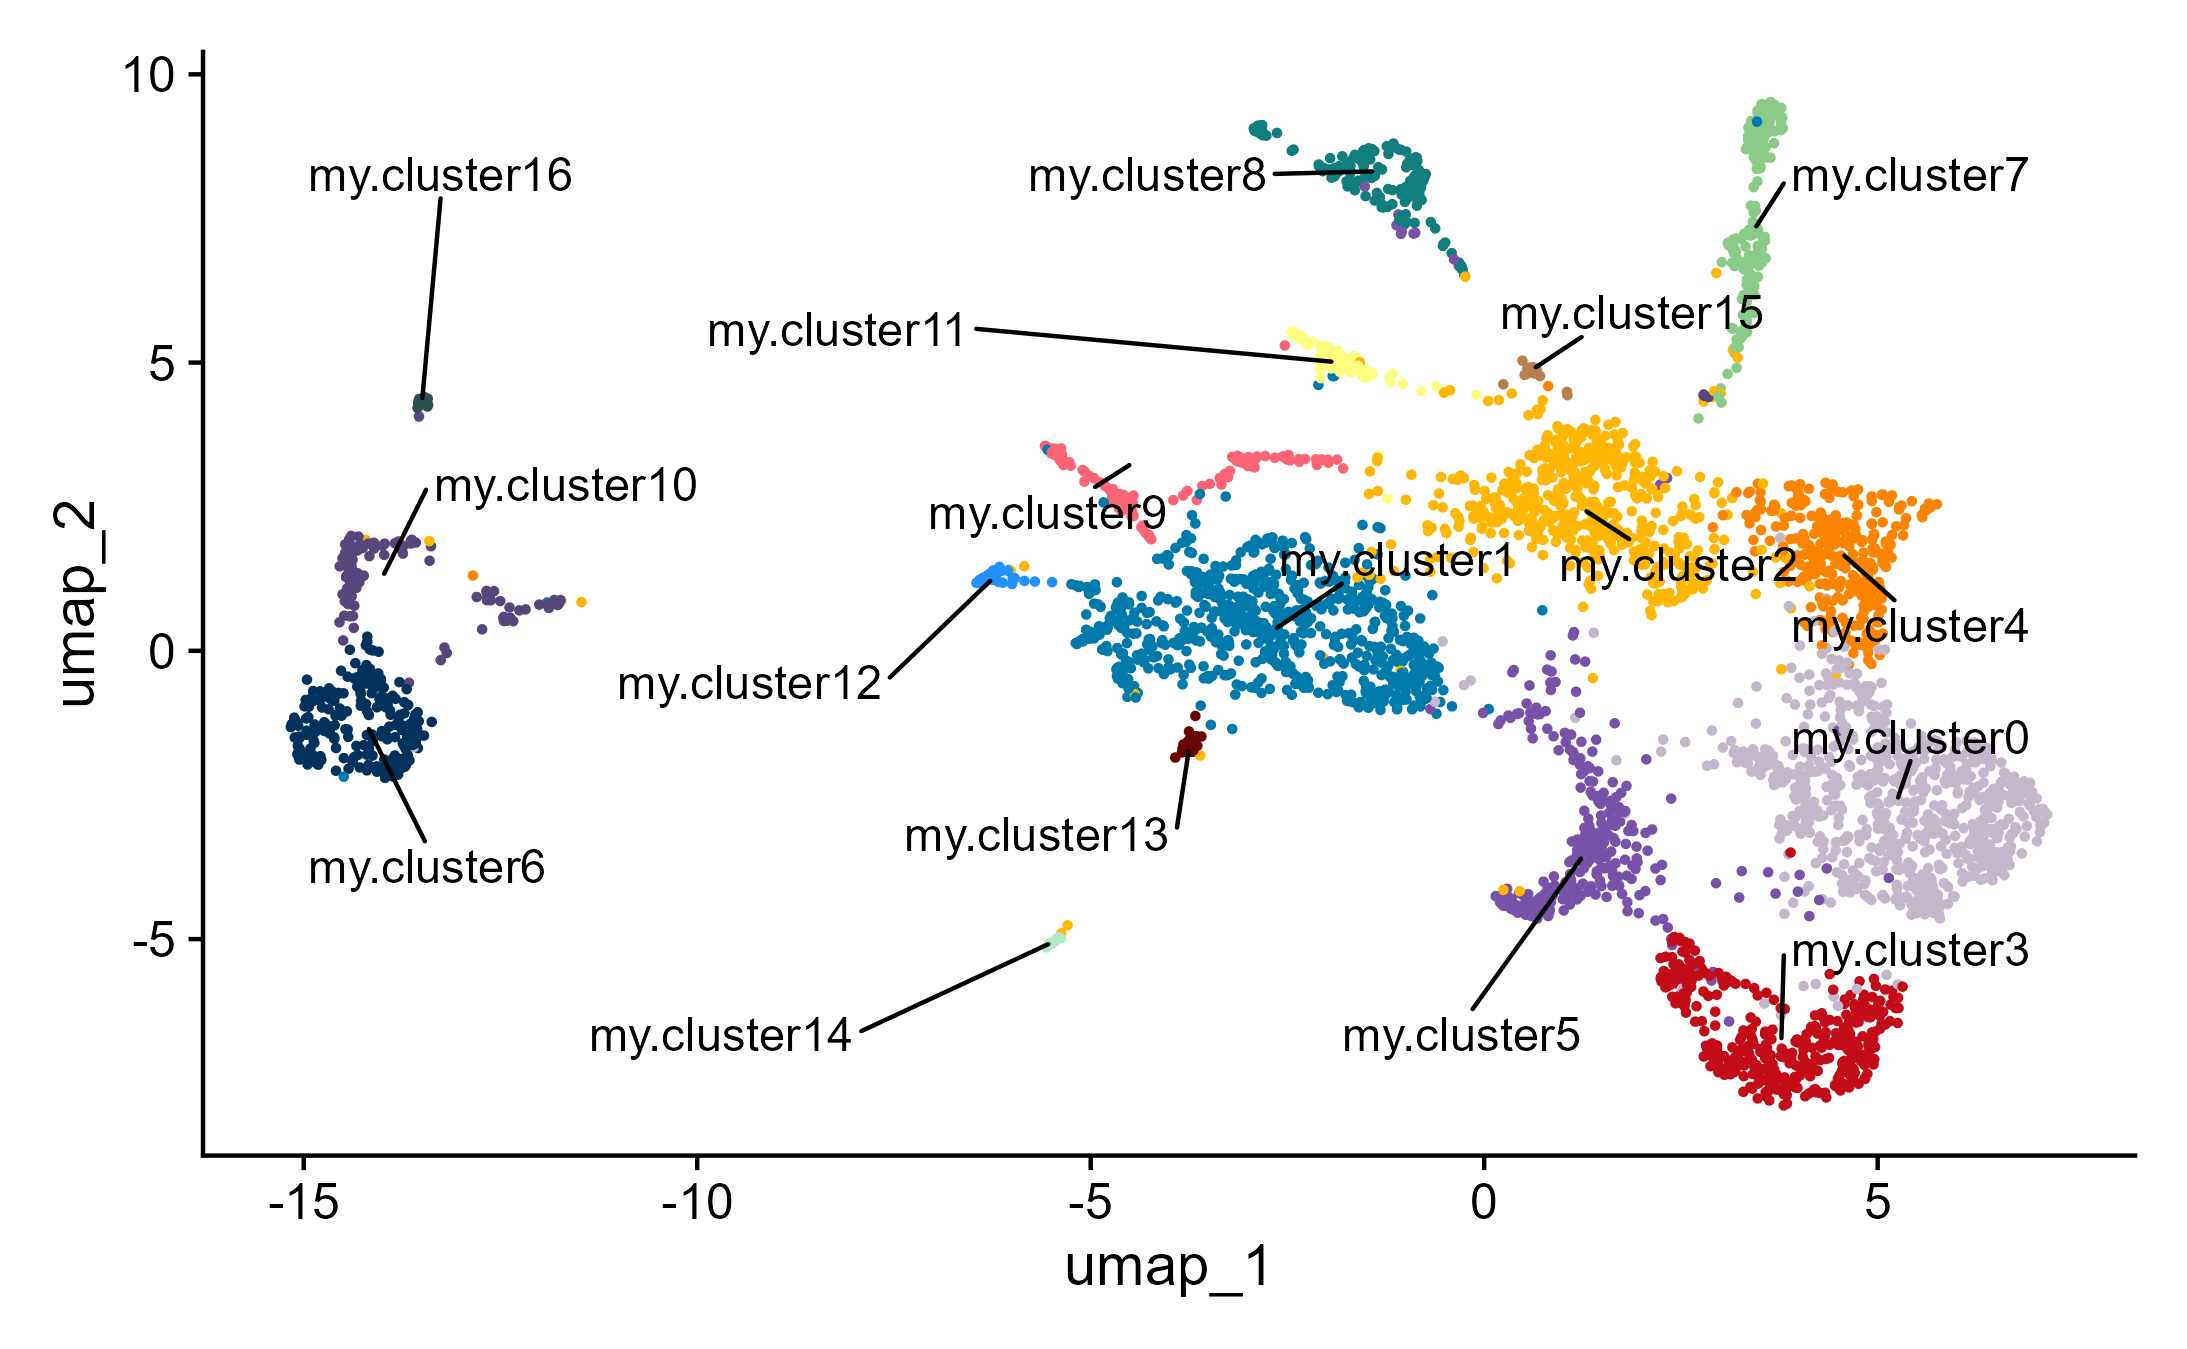 10
my.cluster16
my.cluster8
my.cluster7
my.cluster15
my.cluster11
5
my.cluster10
my.cluster9
my.cluster1
my.cluster2
my.cluster4
umap_2
0
my.cluster12
my.cluster0
my.cluster13
my.cluster6
-5
my.cluster3
my.cluster14
my.cluster5
-15
-10
-5
0
5
umap_1